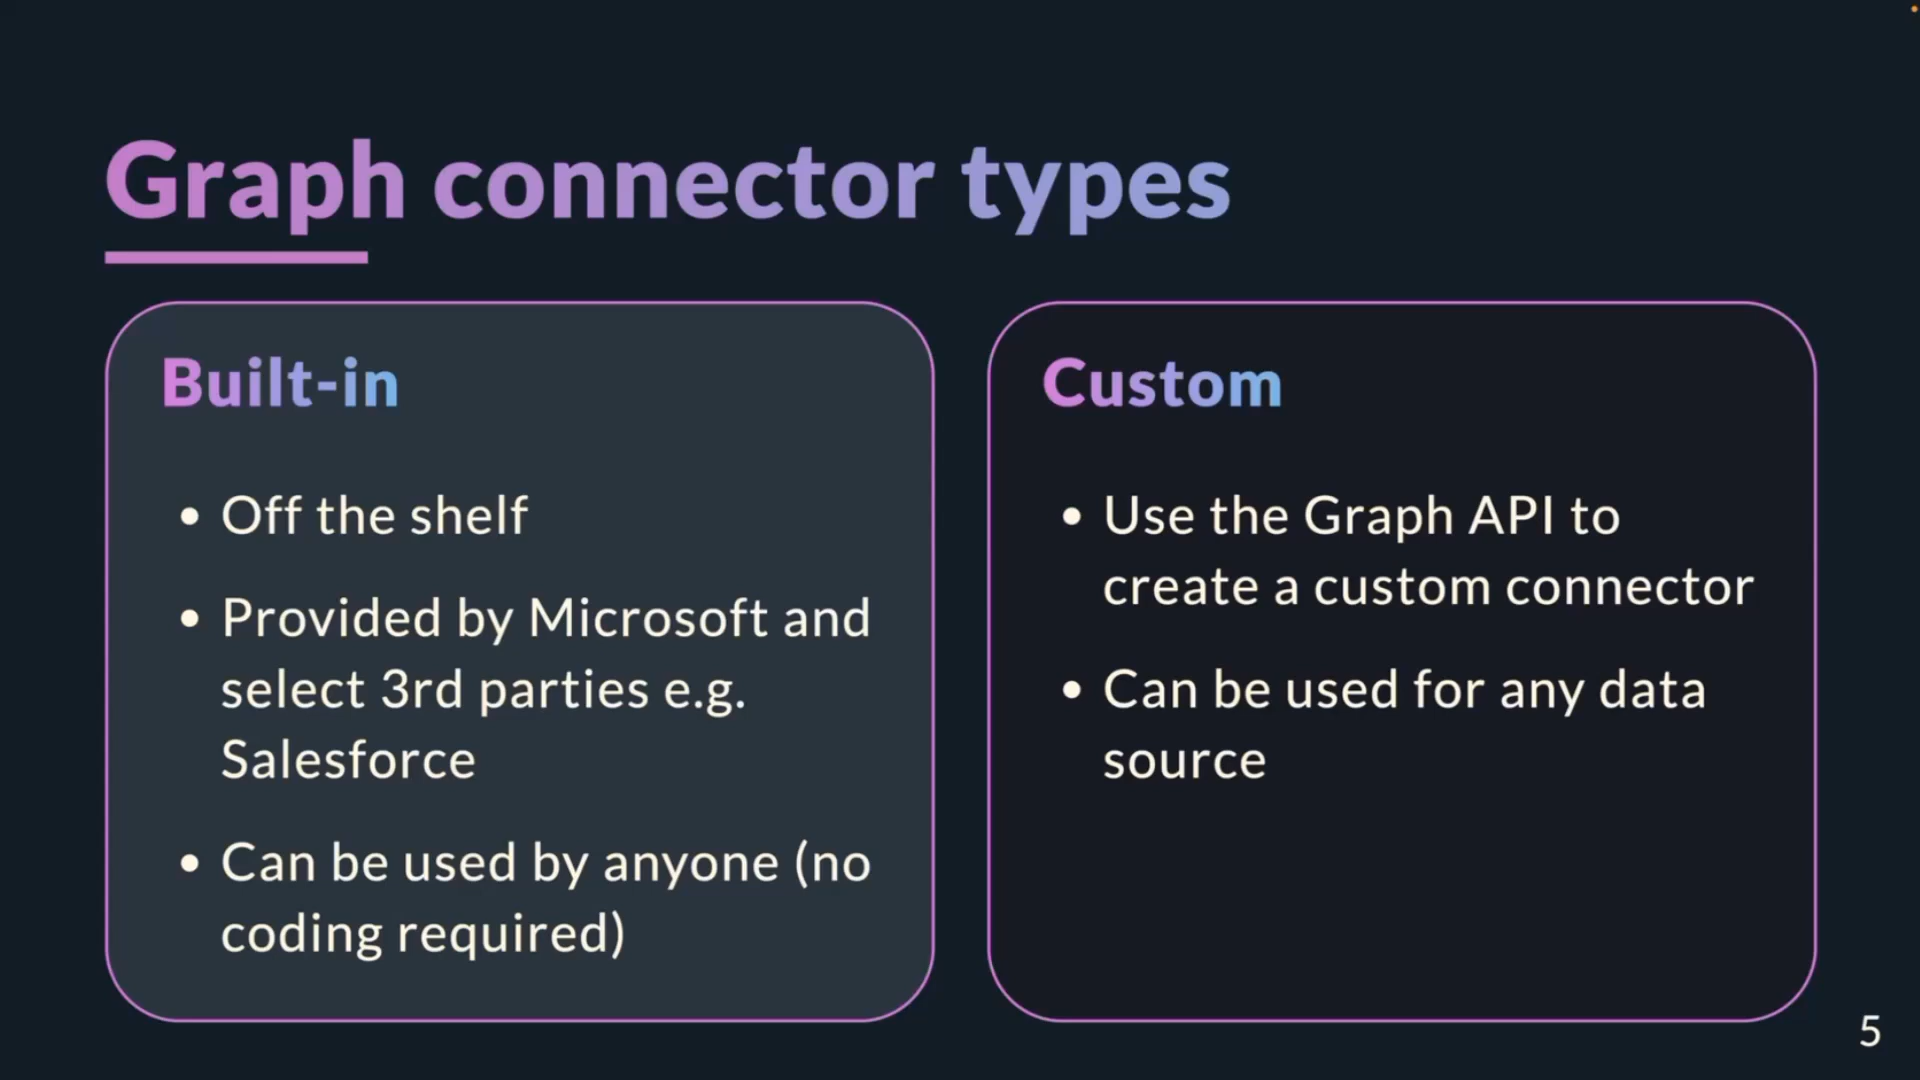 Graph connector types
Built-in
• Off the shelf
• Provided by Microsoft and
select 3rd parties e.g.
Salesforce
• Can be used by anyone (no
coding required)
Custom
• Use the Graph API to
create a custom connector
• Can be used for any data
source
5